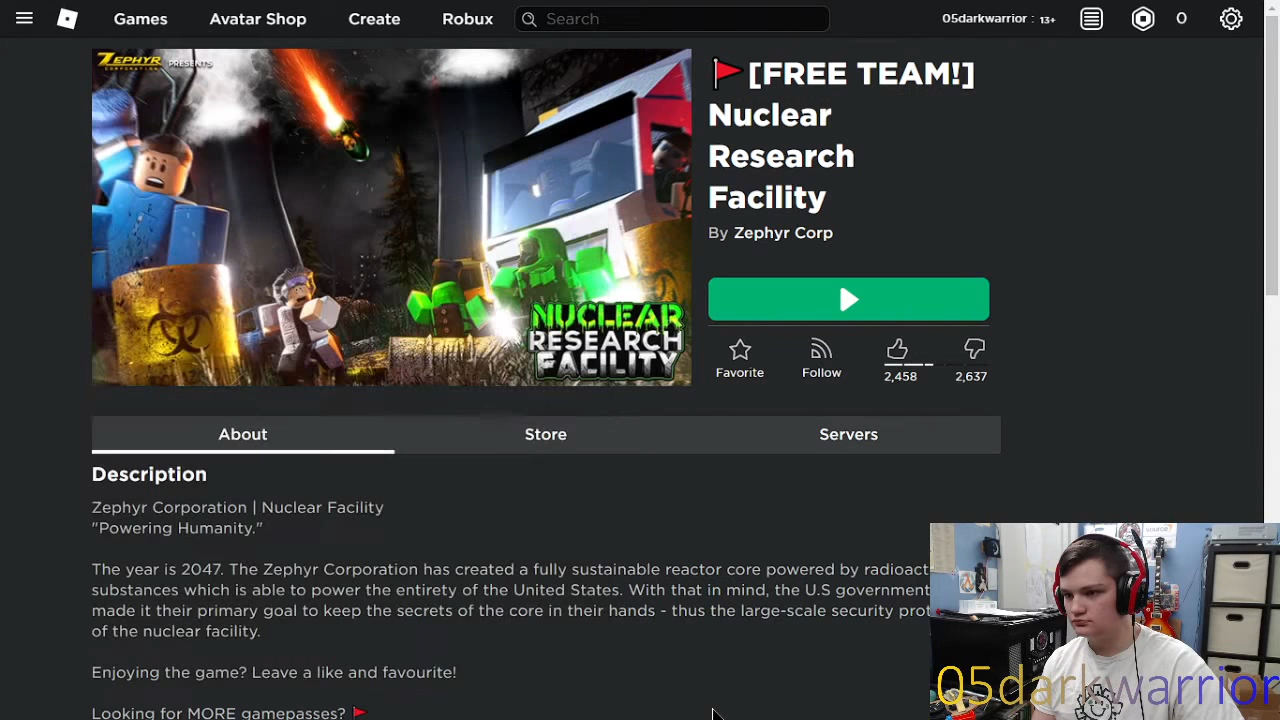 Games
Avatar Shop
Create
Robux
Search
05darkwarrior : 13+
0
ZEPHYR PRESENTS
CORPORATION
NUCLEAR
RESEARCH
FACILITY
[FREE TEAM!]
Nuclear
Research
Facility
By Zephyr Corp
Favorite
Follow
2,458
2,637
About
Store
Servers
Description
Zephyr Corporation | Nuclear Facility
"Powering Humanity."
The year is 2047. The Zephyr Corporation has created a fully sustainable reactor core powered by radioact
substances which is able to power the entirety of the United States. With that in mind, the U.S government
made it their primary goal to keep the secrets of the core in their hands - thus the large-scale security prot
of the nuclear facility.
Enjoying the game? Leave a like and favourite!
Looking for MORE gamepasses?
05darkwarrior